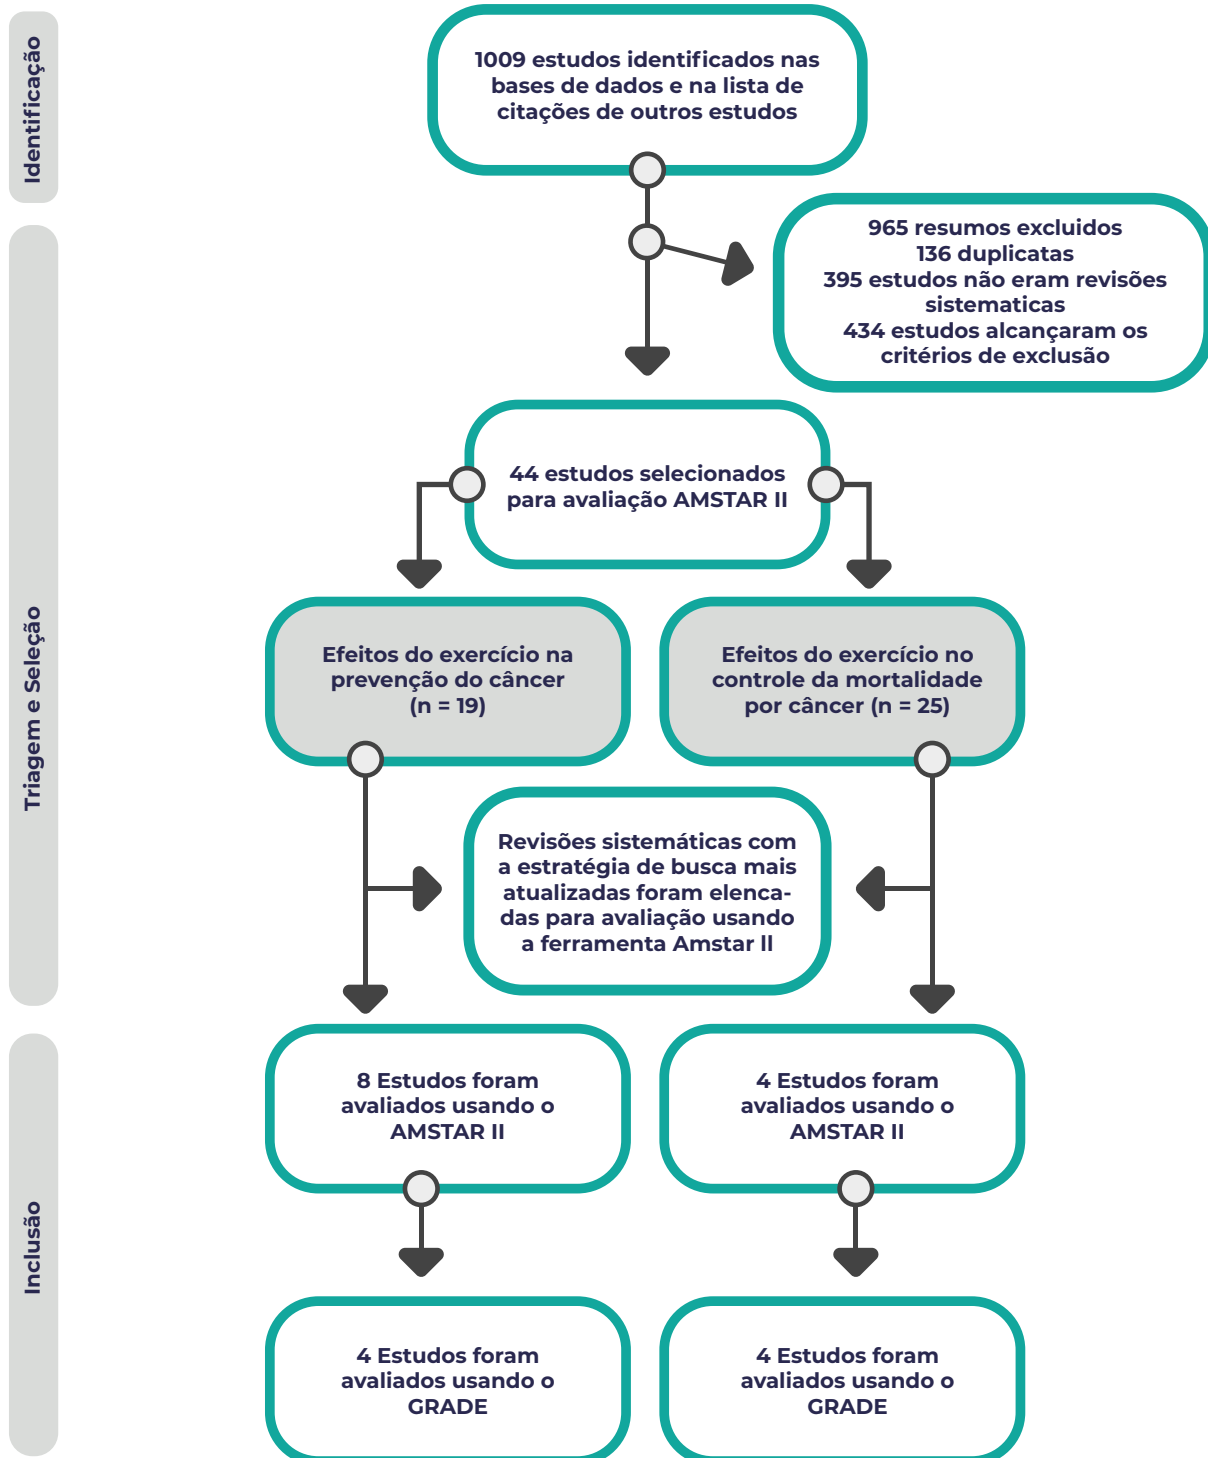 Identificação
1009 estudos identificados nas
bases de dados e na lista de
citações de outros estudos
965 resumos excluidos
136 duplicatas
395 estudos não eram revisões
sistematicas
434 estudos alcançaram os
critérios de exclusão
Triagem e Seleção
44 estudos selecionados
para avaliação AMSTAR II
Efeitos do exercício na
prevenção do câncer
(n = 19)
Efeitos do exercício no
controle da mortalidade
por câncer (n = 25)
Revisões sistemáticas com
a estratégia de busca mais
atualizadas foram elenca-
das para avaliação usando
a ferramenta Amstar ll
Inclusão
8 Estudos foram
avaliados usando o
AMSTAR II
4 Estudos foram
avaliados usando o
AMSTAR II
4 Estudos foram
avaliados usando o
GRADE
4 Estudos foram
avaliados usando o
GRADE